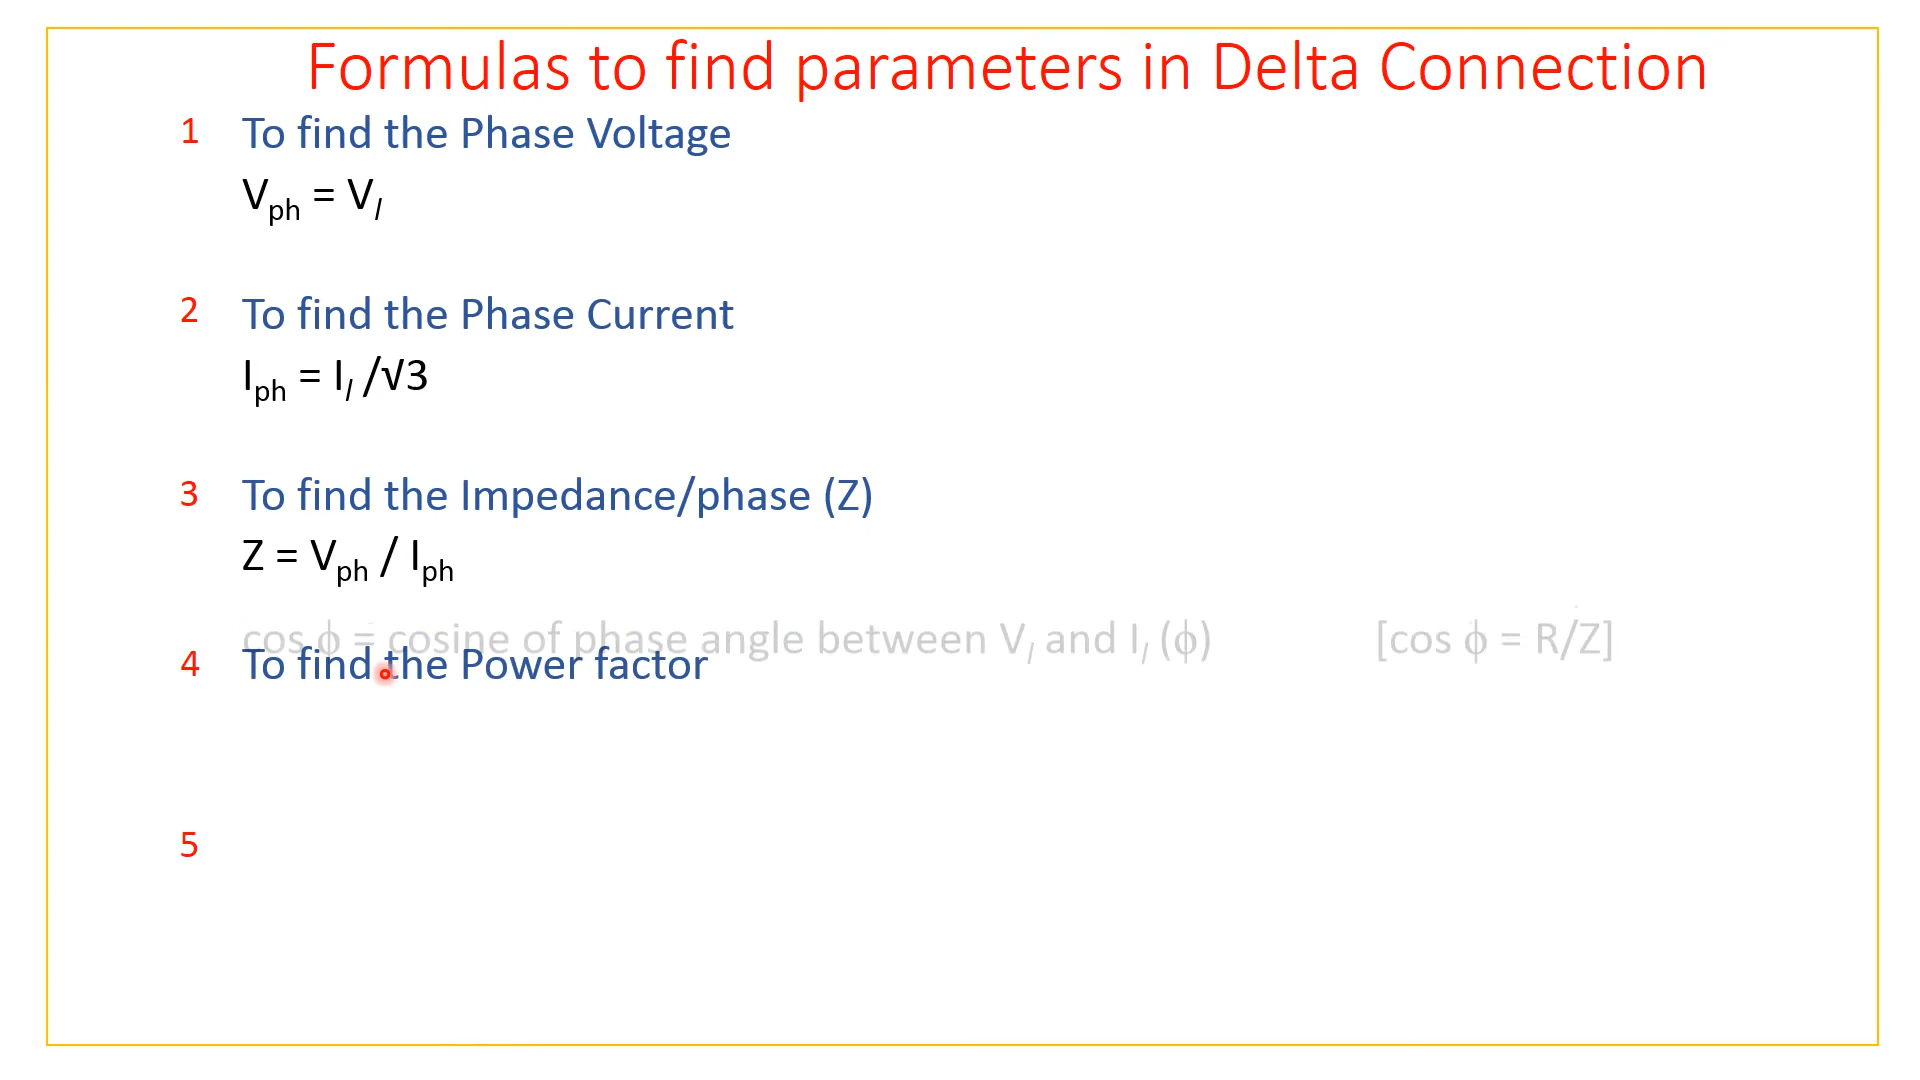 Formulas to find parameters in Delta Connection
1 To find the Phase Voltage
Vph = Vl
2 To find the Phase Current
Iph = Il /√3
3 To find the Impedance/phase (Z)
Z = Vph / Iph
cos ϕ = cosine of phase angle between Vl and Il (ϕ) [cos ϕ = R/Z]
4 To find the Power factor
5